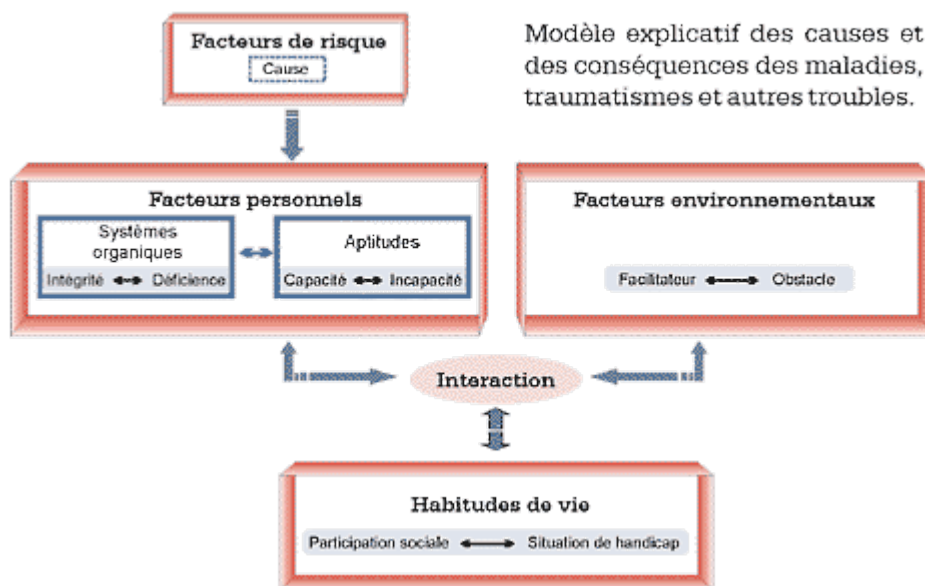 Facteurs de risque
Cause
Modèle explicatif des causes et
des conséquences des maladies,
traumatismes et autres troubles.
Facteurs personnels
Systèmes
organiques
Intégrité
Déficience
Aptitudes
Capacité
Incapacité
Facteurs environnementaux
Facilitateur
Obstacle
Interaction
Habitudes de vie
Participation sociale
Situation de handicap